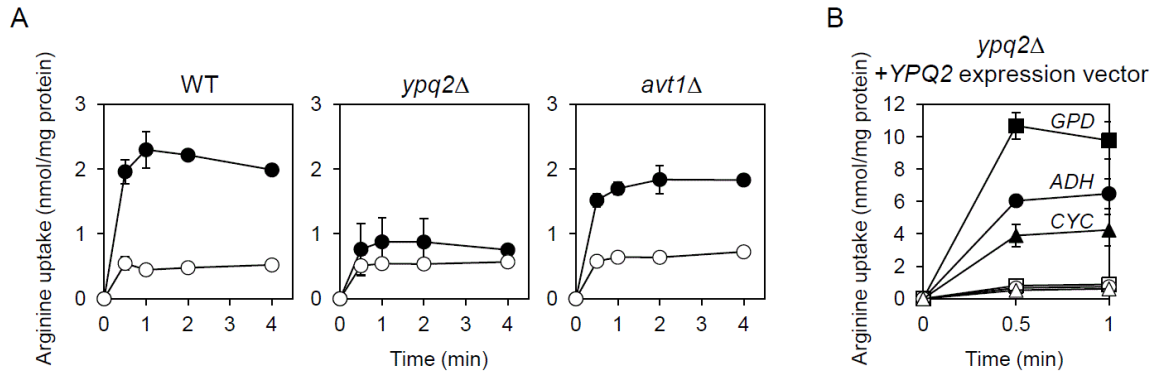 A
B
WT
ypq2Δ
avt1Δ
ypq2Δ
+YPQ2 expression vector
Arginine uptake (nmol/mg protein)
3
2
1
0
0 1 2 3 4
3
2
1
0
0 1 2 3 4
3
2
1
0
0 1 2 3 4
Time (min)
Arginine uptake (nmol/mg protein)
12
10
8
6
4
2
0
GPD
ADH
CYC
0 0.5 1
Time (min)